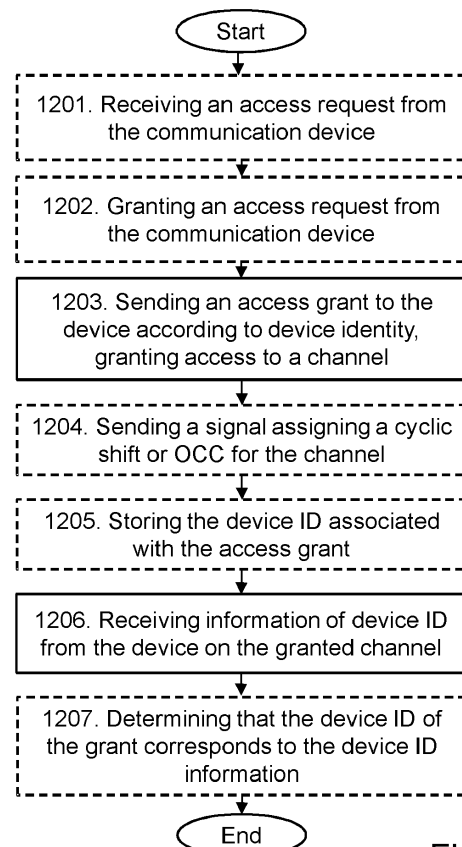 Start
1201. Receiving an access request from
the communication device
1202. Granting an access request from
the communication device
1203. Sending an access grant to the
device according to device identity,
granting access to a channel
1204. Sending a signal assigning a cyclic
shift or OCC for the channel
1205. Storing the device ID associated
with the access grant
1206. Receiving information of device ID
from the device on the granted channel
1207. Determining that the device ID of
the grant corresponds to the device ID
information
End